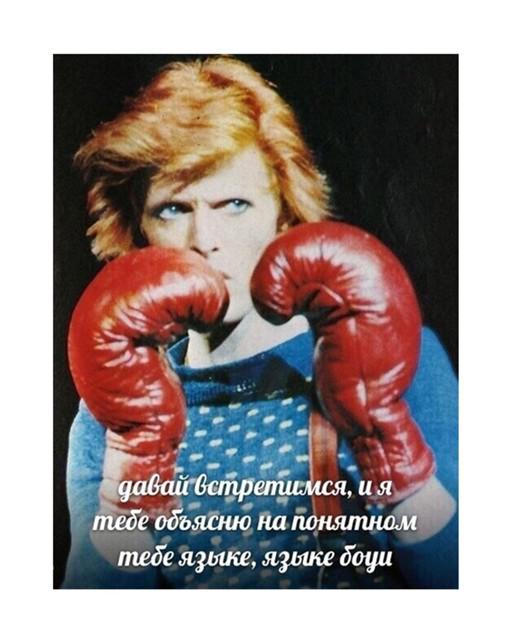 давай встретимся, и я
тебе объясню на понятном
тебе языке, языке боуи